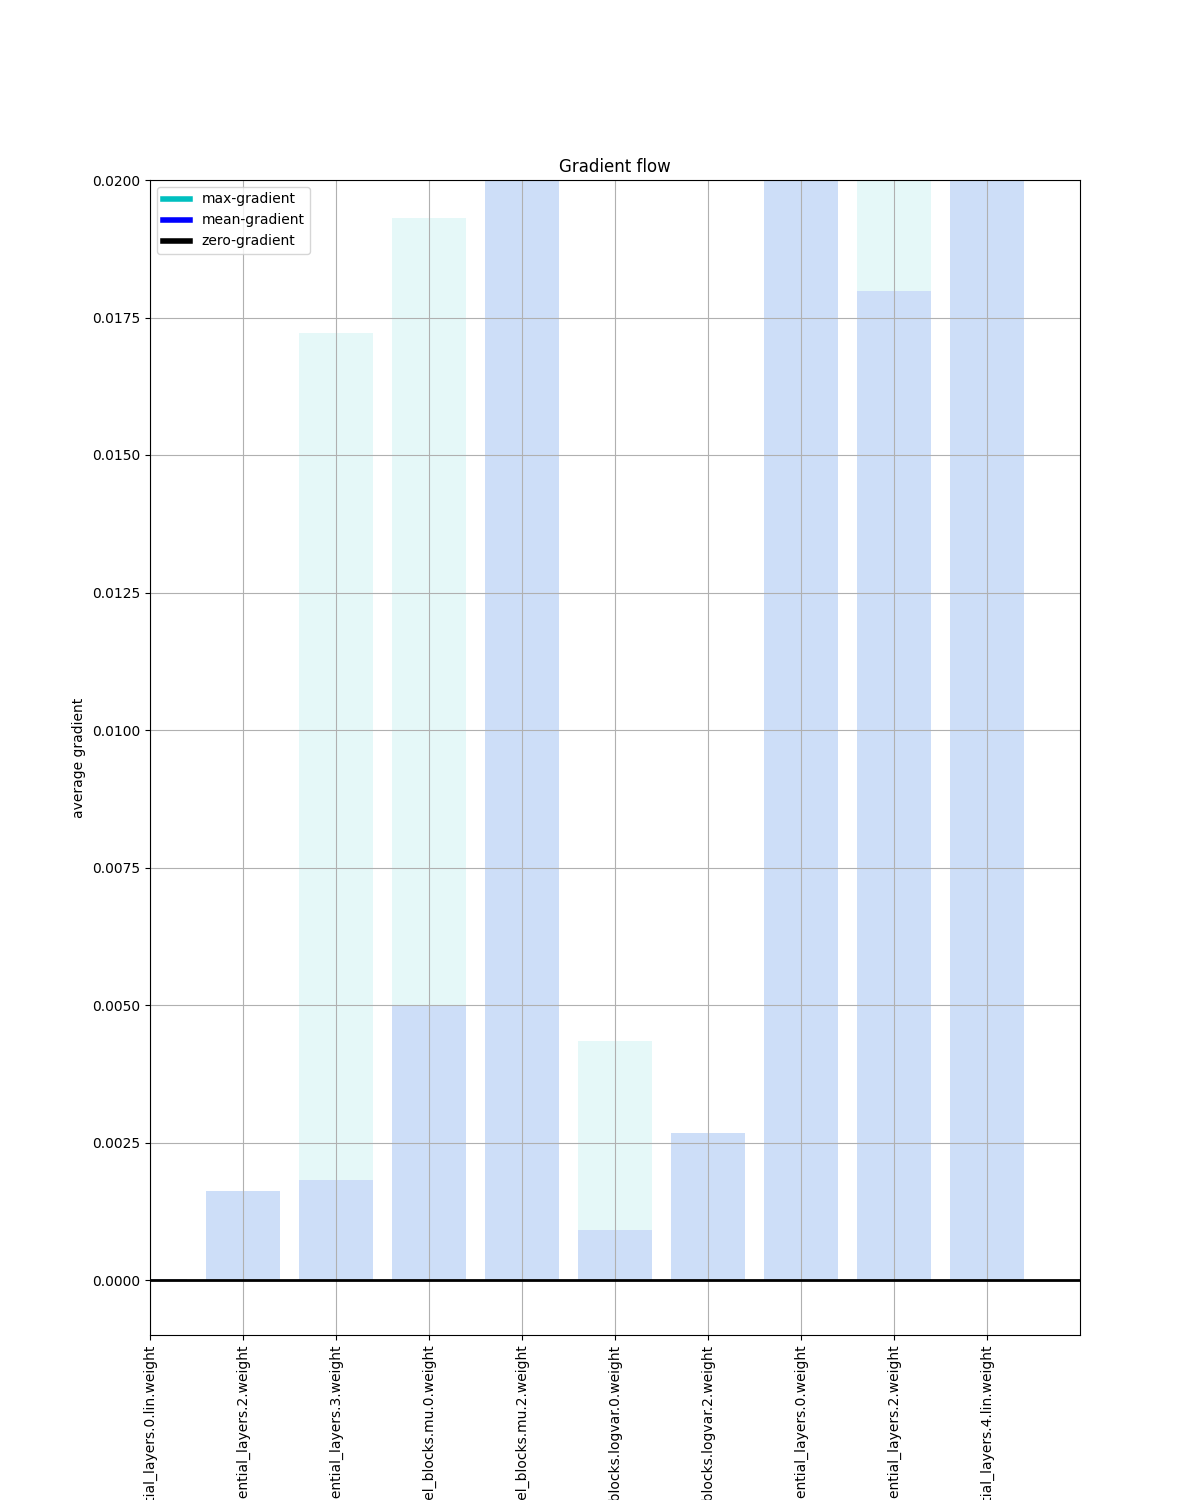 Gradient flow
max-gradient
mean-gradient
zero-gradient
average gradient
0.0200
0.0175
0.0150
0.0125
0.0100
0.0075
0.0050
0.0025
0.0000
tial_layers.0.lin.weight
ential_layers.2.weight
ential_layers.3.weight
el_blocks.mu.0.weight
el_blocks.mu.2.weight
blocks.logvar.0.weight
blocks.logvar.2.weight
ential_layers.0.weight
ential_layers.2.weight
tial_layers.4.lin.weight